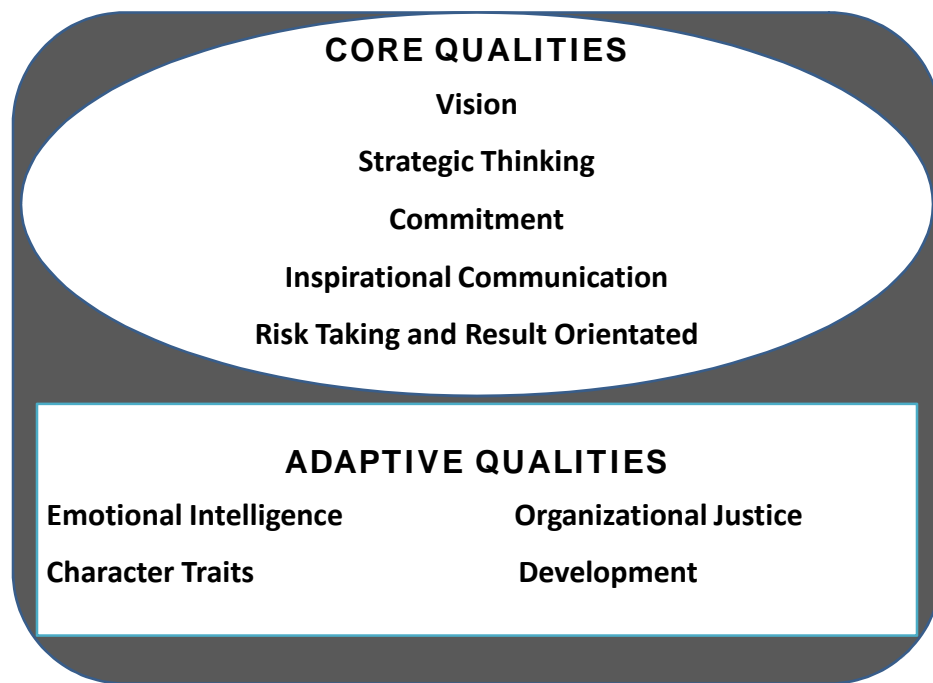 CORE QUALITIES
Vision
Strategic Thinking
Commitment
Inspirational Communication
Risk Taking and Result Orientated
ADAPTIVE QUALITIES
Emotional Intelligence Organizational Justice
Character Traits Development